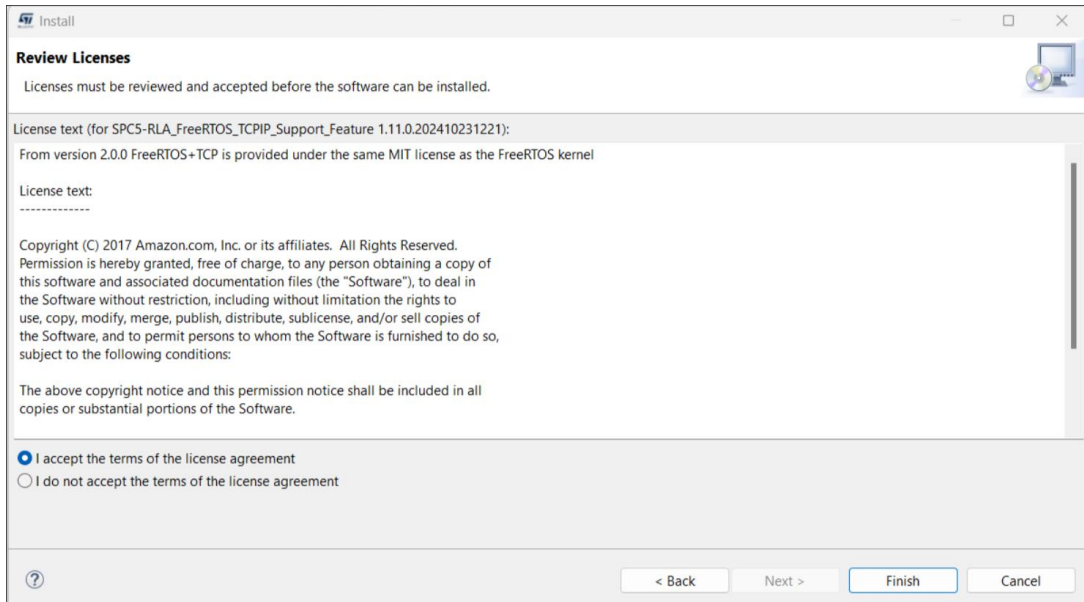 Install
Review Licenses
Licenses must be reviewed and accepted before the software can be installed.
License text (for SPC5-RLA_FreeRTOS_TCPIP_Support_Feature 1.11.0.202410231221):
From version 2.0.0 FreeRTOS+TCP is provided under the same MIT license as the FreeRTOS kernel
License text:
-------------
Copyright (C) 2017 Amazon.com, Inc. or its affiliates.  All Rights Reserved.
Permission is hereby granted, free of charge, to any person obtaining a copy of
this software and associated documentation files (the "Software"), to deal in
the Software without restriction, including without limitation the rights to
use, copy, modify, merge, publish, distribute, sublicense, and/or sell copies of
the Software, and to permit persons to whom the Software is furnished to do so,
subject to the following conditions:
The above copyright notice and this permission notice shall be included in all
copies or substantial portions of the Software.
I accept the terms of the license agreement
I do not accept the terms of the license agreement
? < Back Next > Finish Cancel